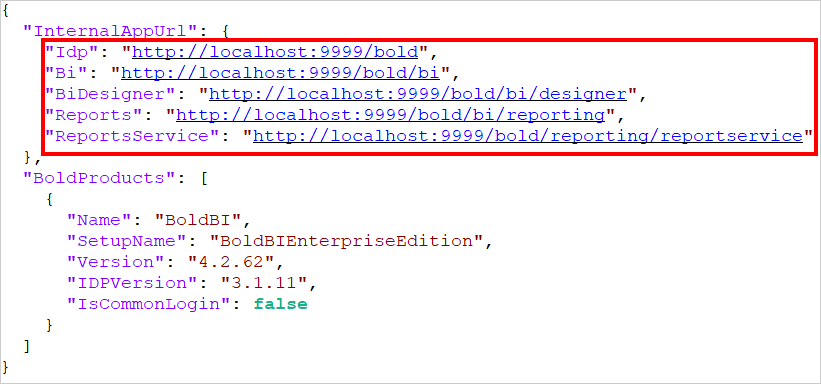 {
  "InternalAppUrl": {
    "Idp": "http://localhost:9999/bold",
    "Bi": "http://localhost:9999/bold/bi",
    "BiDesigner": "http://localhost:9999/bold/bi/designer",
    "Reports": "http://localhost:9999/bold/bi/reporting",
    "ReportsService": "http://localhost:9999/bold/reporting/reportservice"
  },
  "BoldProducts": [
    {
      "Name": "BoldBI",
      "SetupName": "BoldBIEnterpriseEdition",
      "Version": "4.2.62",
      "IDPVersion": "3.1.11",
      "IsCommonLogin": false
    }
  ]
}